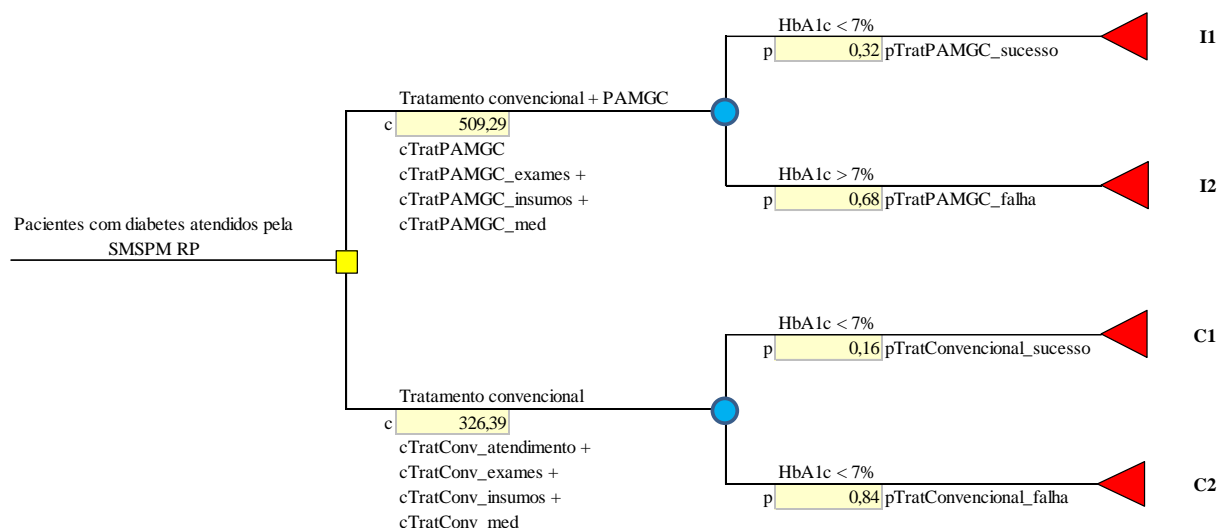 HbA1c < 7%
I1
p 0,32 pTratPAMGC_sucesso
Tratamento convencional + PAMGC
c 509,29
cTratPAMGC
cTratPAMGC_exames +
cTratPAMGC_insumos +
cTratPAMGC_med
HbA1c > 7%
I2
p 0,68 pTratPAMGC_falha
Pacientes com diabetes atendidos pela
SMSPM RP
HbA1c < 7%
C1
p 0,16 pTratConvencional_sucesso
Tratamento convencional
c 326,39
cTratConv_atendimento +
cTratConv_exames +
cTratConv_insumos +
cTratConv_med
HbA1c < 7%
C2
p 0,84 pTratConvencional_falha